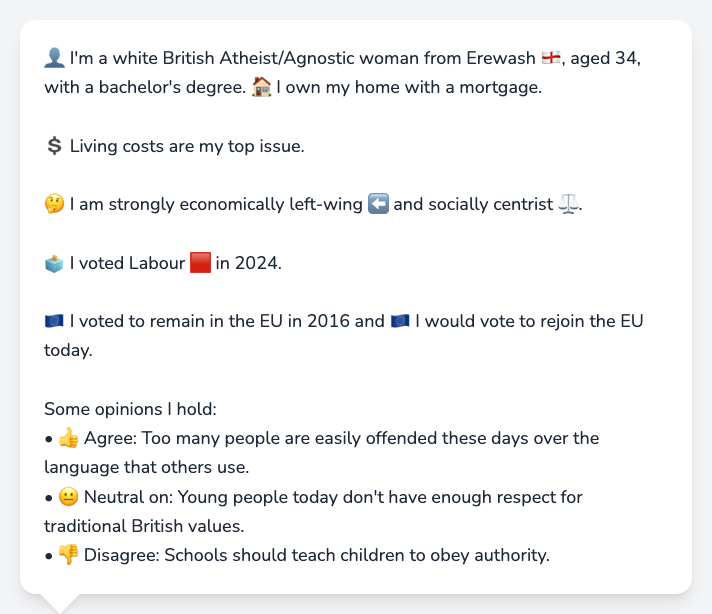 👤 I'm a white British Atheist/Agnostic woman from Erewash 🏴󠁧󠁢󠁥󠁮󠁧󠁿, aged 34,
with a bachelor's degree. 🏠 I own my home with a mortgage.
💲 Living costs are my top issue.
🤔 I am strongly economically left-wing ⬅️ and socially centrist ⚖️.
🗳️ I voted Labour 🟥 in 2024.
🇪🇺 I voted to remain in the EU in 2016 and 🇪🇺 I would vote to rejoin the EU
today.
Some opinions I hold:
• 👍 Agree: Too many people are easily offended these days over the
language that others use.
• 😐 Neutral on: Young people today don't have enough respect for
traditional British values.
• 👎 Disagree: Schools should teach children to obey authority.